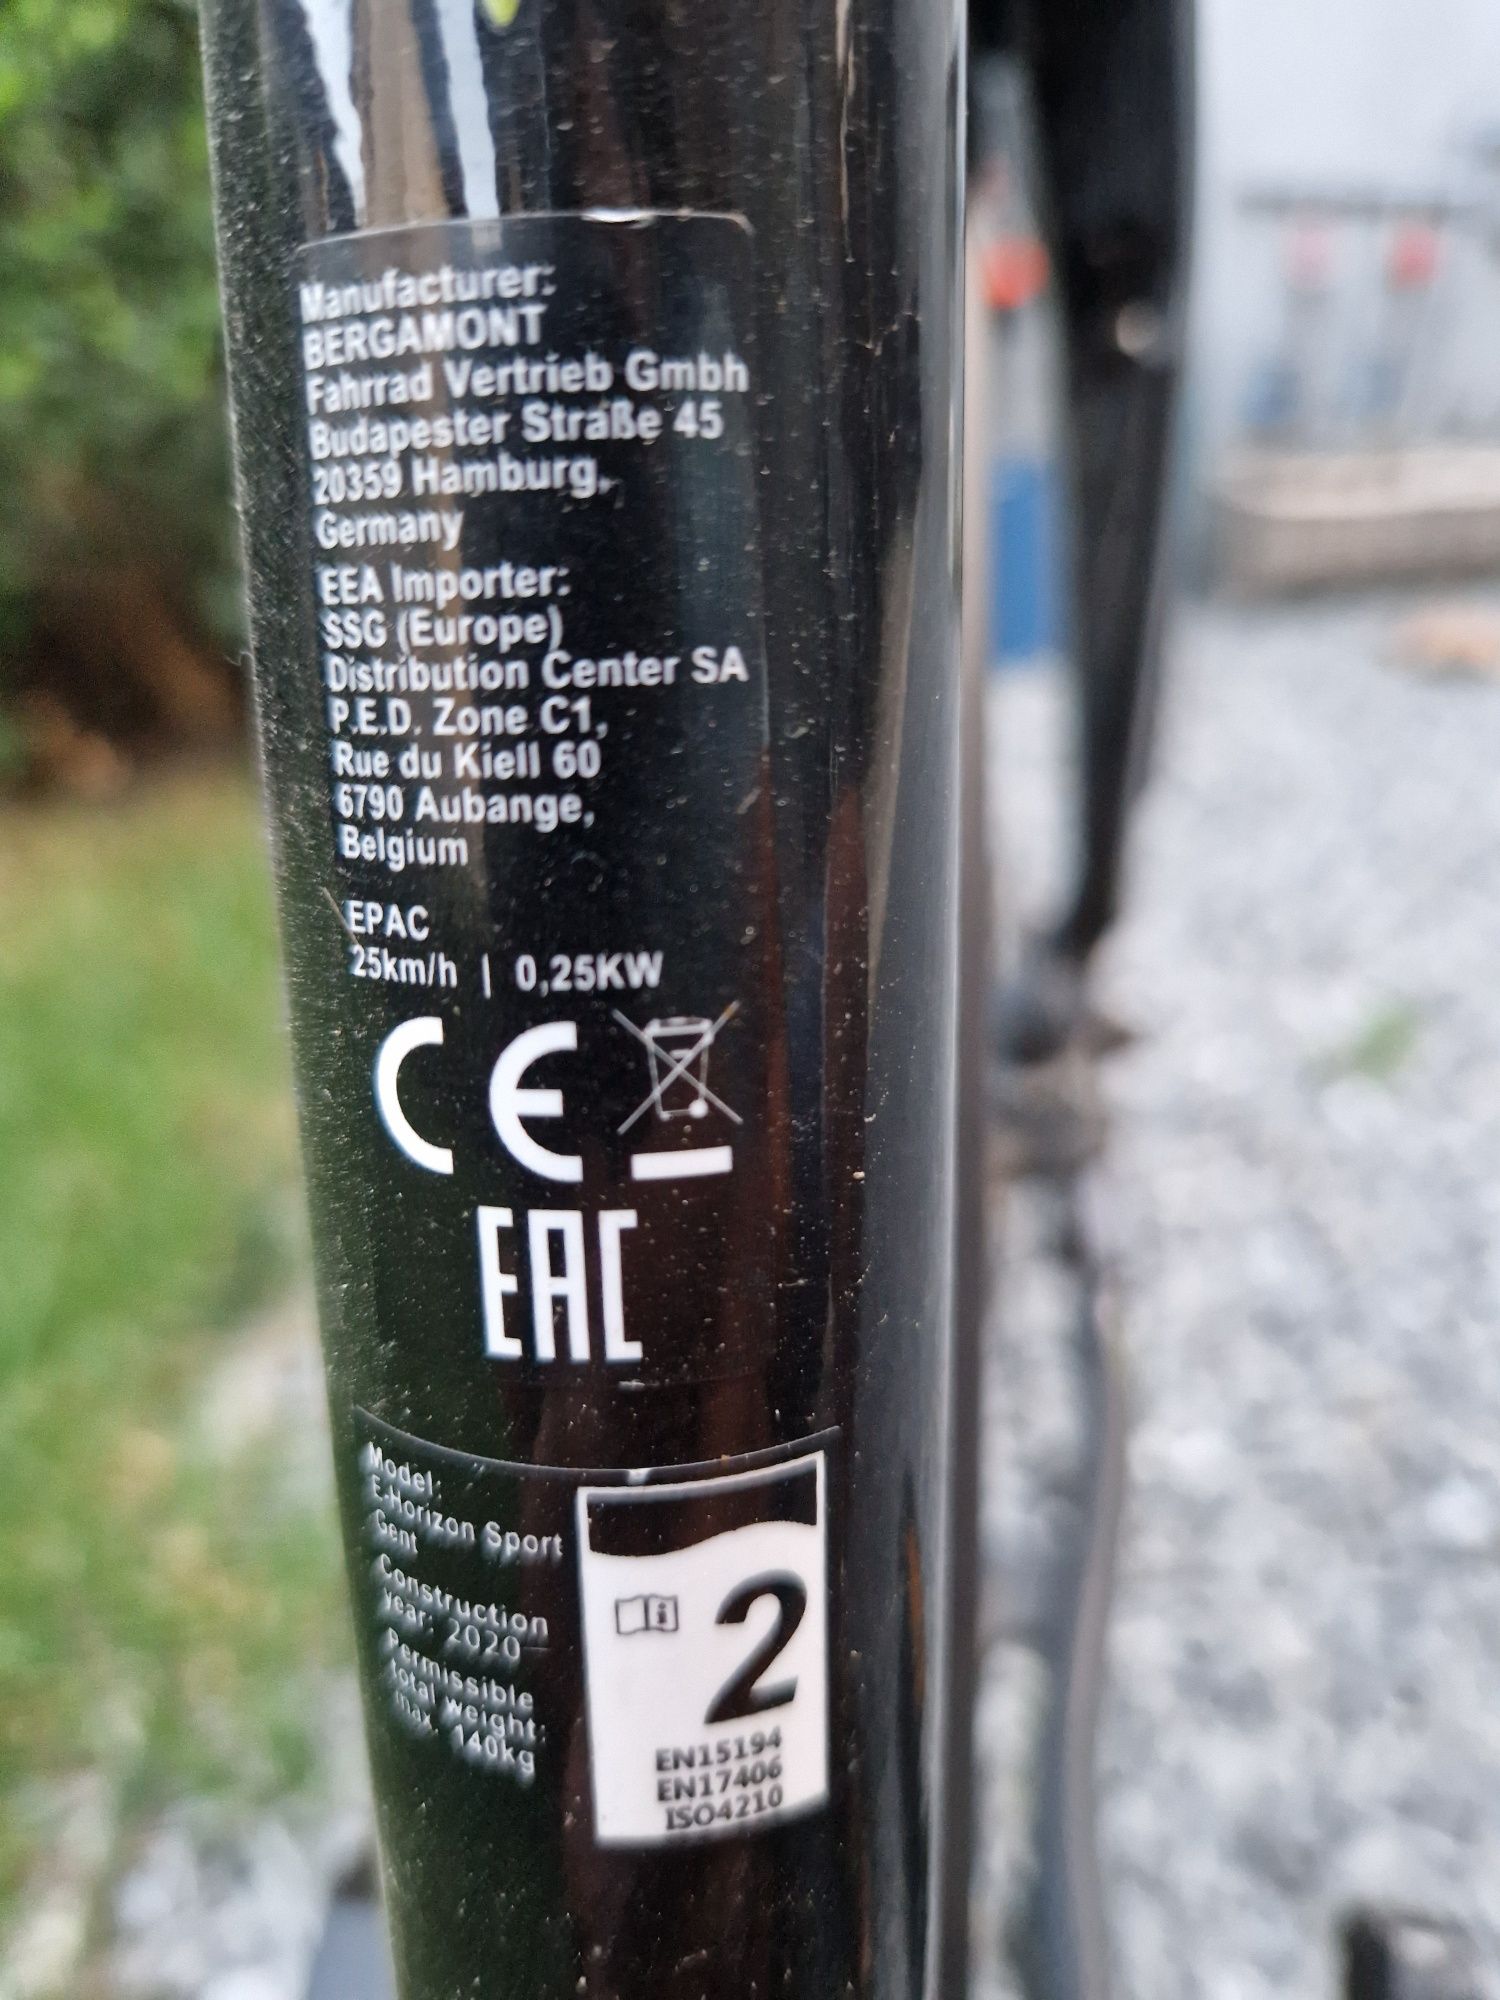 Manufacturer:
BERGAMONT
Fahrrad Vertrieb Gmbh
Budapester Straße 45
20359 Hamburg,
Germany
EEA Importer:
SSG (Europe)
Distribution Center SA
P.E.D. Zone C1,
Rue du Kiell 60
6790 Aubange,
Belgium
EPAC
25km/h | 0,25KW
CE
EAC
Model:
E-Horizon Sport
Gent
Construction
year: 2020
Permissible
total weight:
max. 140kg
i
2
EN15194
EN17406
ISO4210